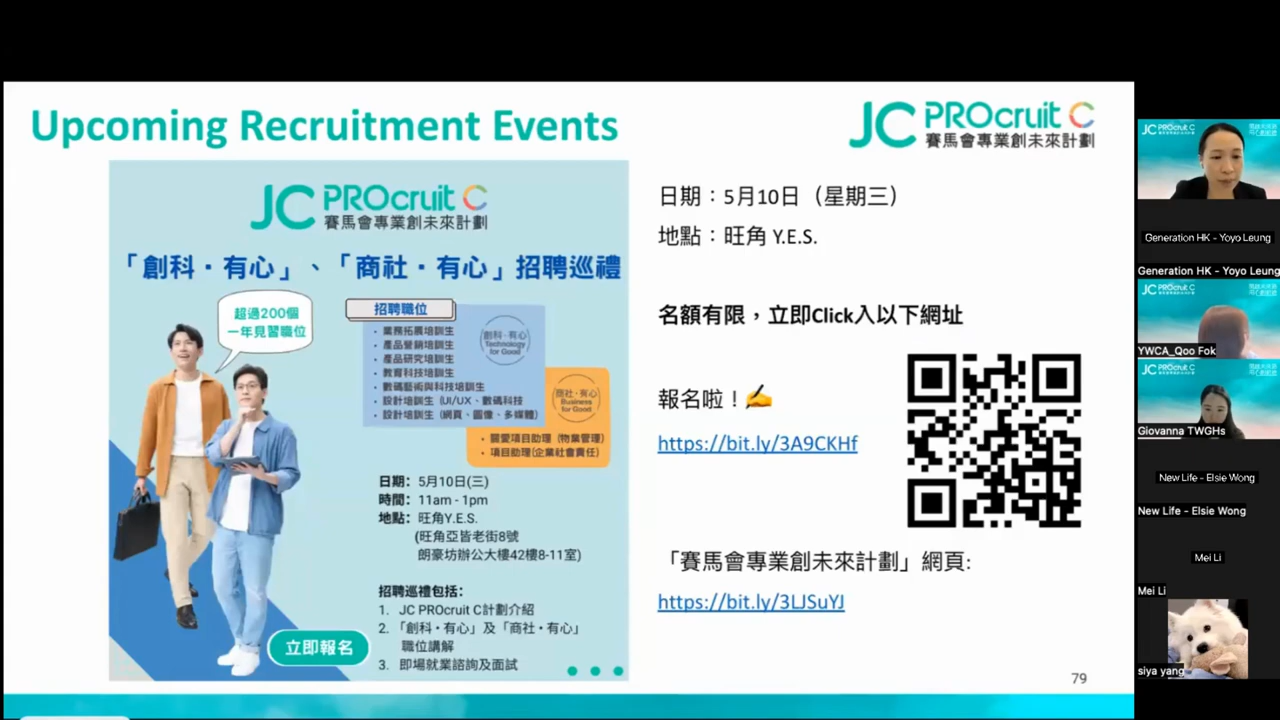 Upcoming Recruitment Events
JC PROcruit C
賽馬會專業創未來計劃
JC PROcruit C
賽馬會專業創未來計劃
「創科・有心」、「商社・有心」招聘巡禮
超過200個
一年見習職位
招聘職位
• 業務拓展培訓生
• 產品營銷培訓生
• 產品研究培訓生
• 教育科技培訓生
• 數碼藝術與科技培訓生
• 設計培訓生 (UI/UX、數碼科技
• 設計培訓生 (網頁、圖像、多媒體)
創科・有心
Technology
for Good
商社・有心
Business
for Good
• 關愛項目助理 (物業管理)
• 項目助理(企業社會責任)
日期： 5月10日(三)
時間： 11am - 1pm
地點： 旺角Y.E.S.
(旺角亞皆老街8號
朗豪坊辦公大樓42樓8-11室)
招聘巡禮包括：
1. JC PROcruit C計劃介紹
2. 「創科・有心」及「商社・有心」
職位講解
3. 即場就業諮詢及面試
立即報名
日期：5月10日（星期三）
地點：旺角 Y.E.S.
名額有限，立即Click入以下網址
報名啦！✍
https://bit.ly/3A9CKHf
「賽馬會專業創未來計劃」網頁:
https://bit.ly/3LJSuYJ
79
JC PROcruit C
Generation HK - Yoyo Leung
Generation HK - Yoyo Leung
JC PROcruit C
YWCA_Qoo Fok
JC PROcruit C
Giovanna TWGHs
New Life - Elsie Wong
New Life - Elsie Wong
Mei Li
Mei Li
siya yang